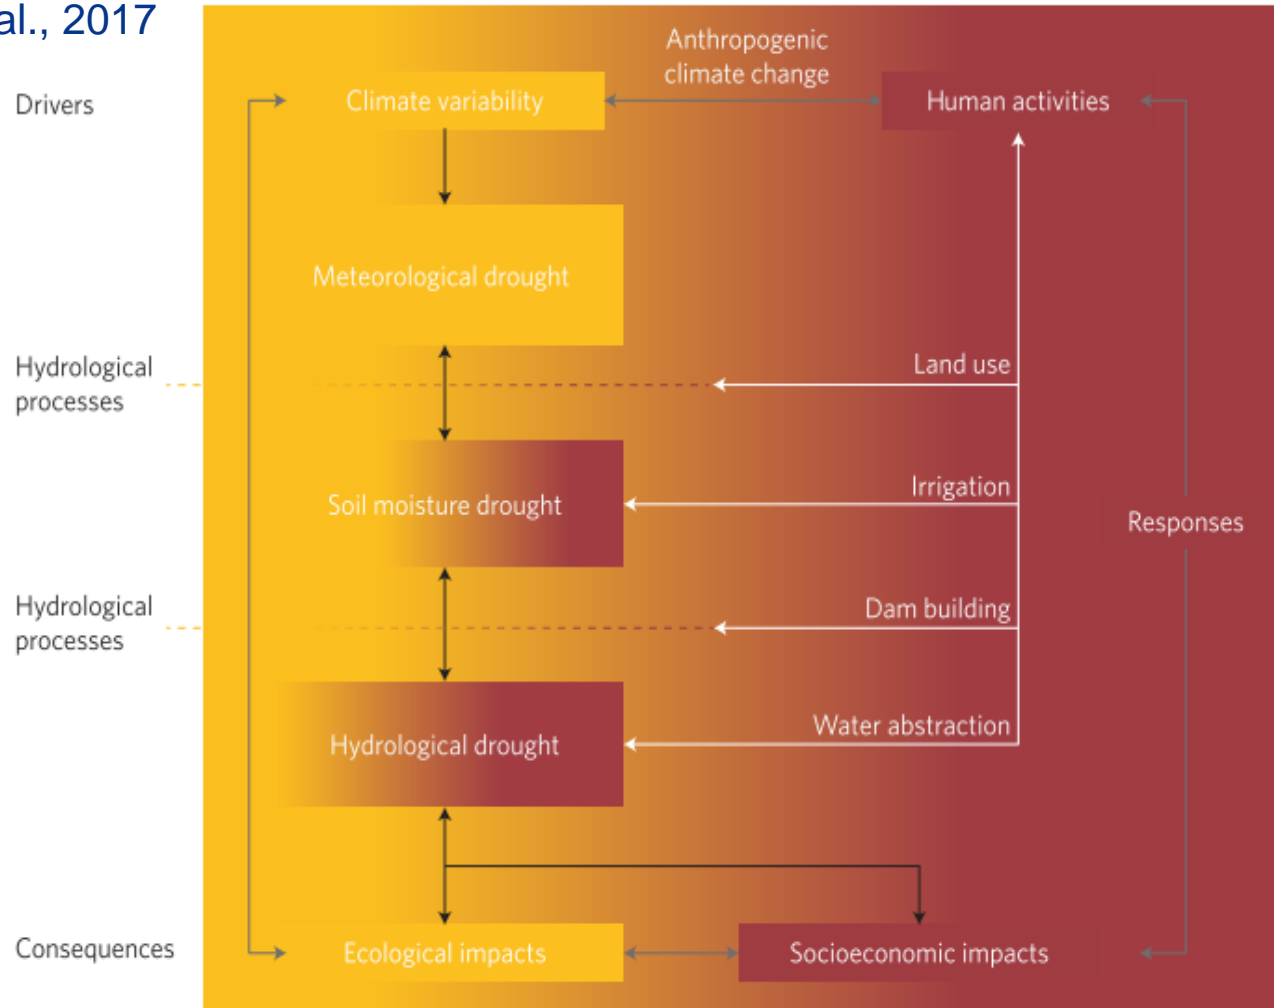 al., 2017
Anthropogenic
climate change
Drivers
Climate variability
Human activities
Meteorological drought
Hydrological
processes
Land use
Irrigation
Soil moisture drought
Responses
Hydrological
processes
Dam building
Water abstraction
Hydrological drought
Consequences
Ecological impacts
Socioeconomic impacts